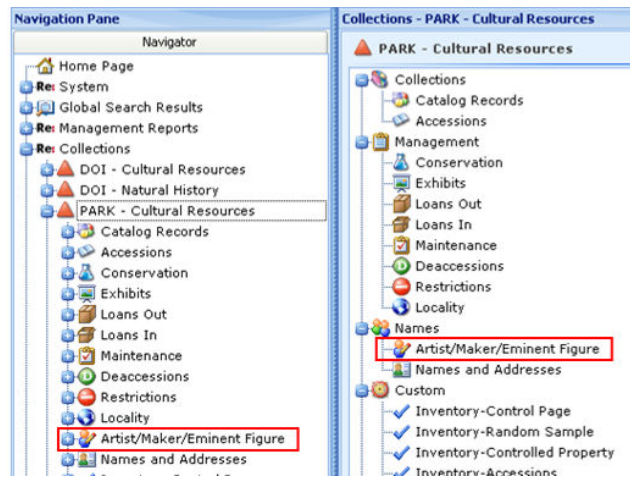 Navigation Pane
Navigator
Home Page
Re: System
Global Search Results
Re: Management Reports
Re: Collections
DOI - Cultural Resources
DOI - Natural History
PARK - Cultural Resources
Catalog Records
Accessions
Conservation
Exhibits
Loans Out
Loans In
Maintenance
Deaccessions
Restrictions
Locality
Artist/Maker/Eminent Figure
Names and Addresses
Collections - PARK - Cultural Resources
PARK - Cultural Resources
Collections
Catalog Records
Accessions
Management
Conservation
Exhibits
Loans Out
Loans In
Maintenance
Deaccessions
Restrictions
Locality
Names
Artist/Maker/Eminent Figure
Names and Addresses
Custom
Inventory-Control Page
Inventory-Random Sample
Inventory-Controlled Property
Inventory-Accessions